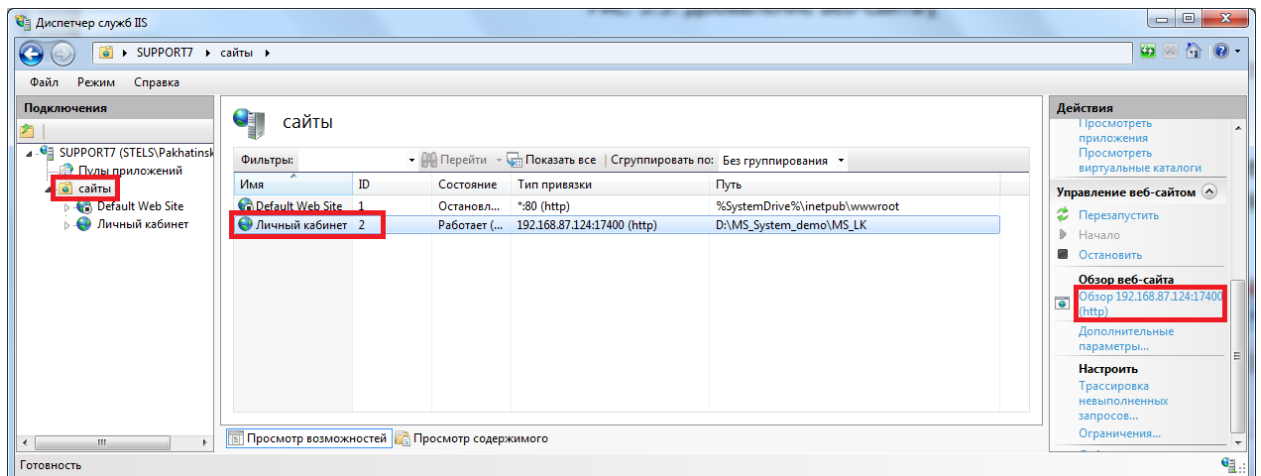 Диспетчер служб IIS
SUPPORT7 сайты
Файл Режим Справка
Подключения
SUPPORT7 (STELS\Pakhatinsk
Пулы приложений
сайты
Default Web Site
Личный кабинет
сайты
Фильтры: Перейти Показать все Сгруппировать по: Без группирования
Имя ID Состояние Тип привязки Путь
Default Web Site 1 Остановл... *:80 (http) %SystemDrive%\inetpub\wwwroot
Личный кабинет 2 Работает (... 192.168.87.124:17400 (http) D:\MS_System_demo\MS_LK
Просмотр возможностей Просмотр содержимого
Действия
Просмотреть
приложения
Просмотреть
виртуальные каталоги
Управление веб-сайтом
Перезапустить
Начало
Остановить
Обзор веб-сайта
Обзор 192.168.87.124:17400
(http)
Дополнительные
параметры...
Настроить
Трассировка
невыполненных
запросов...
Ограничения...
Готовность